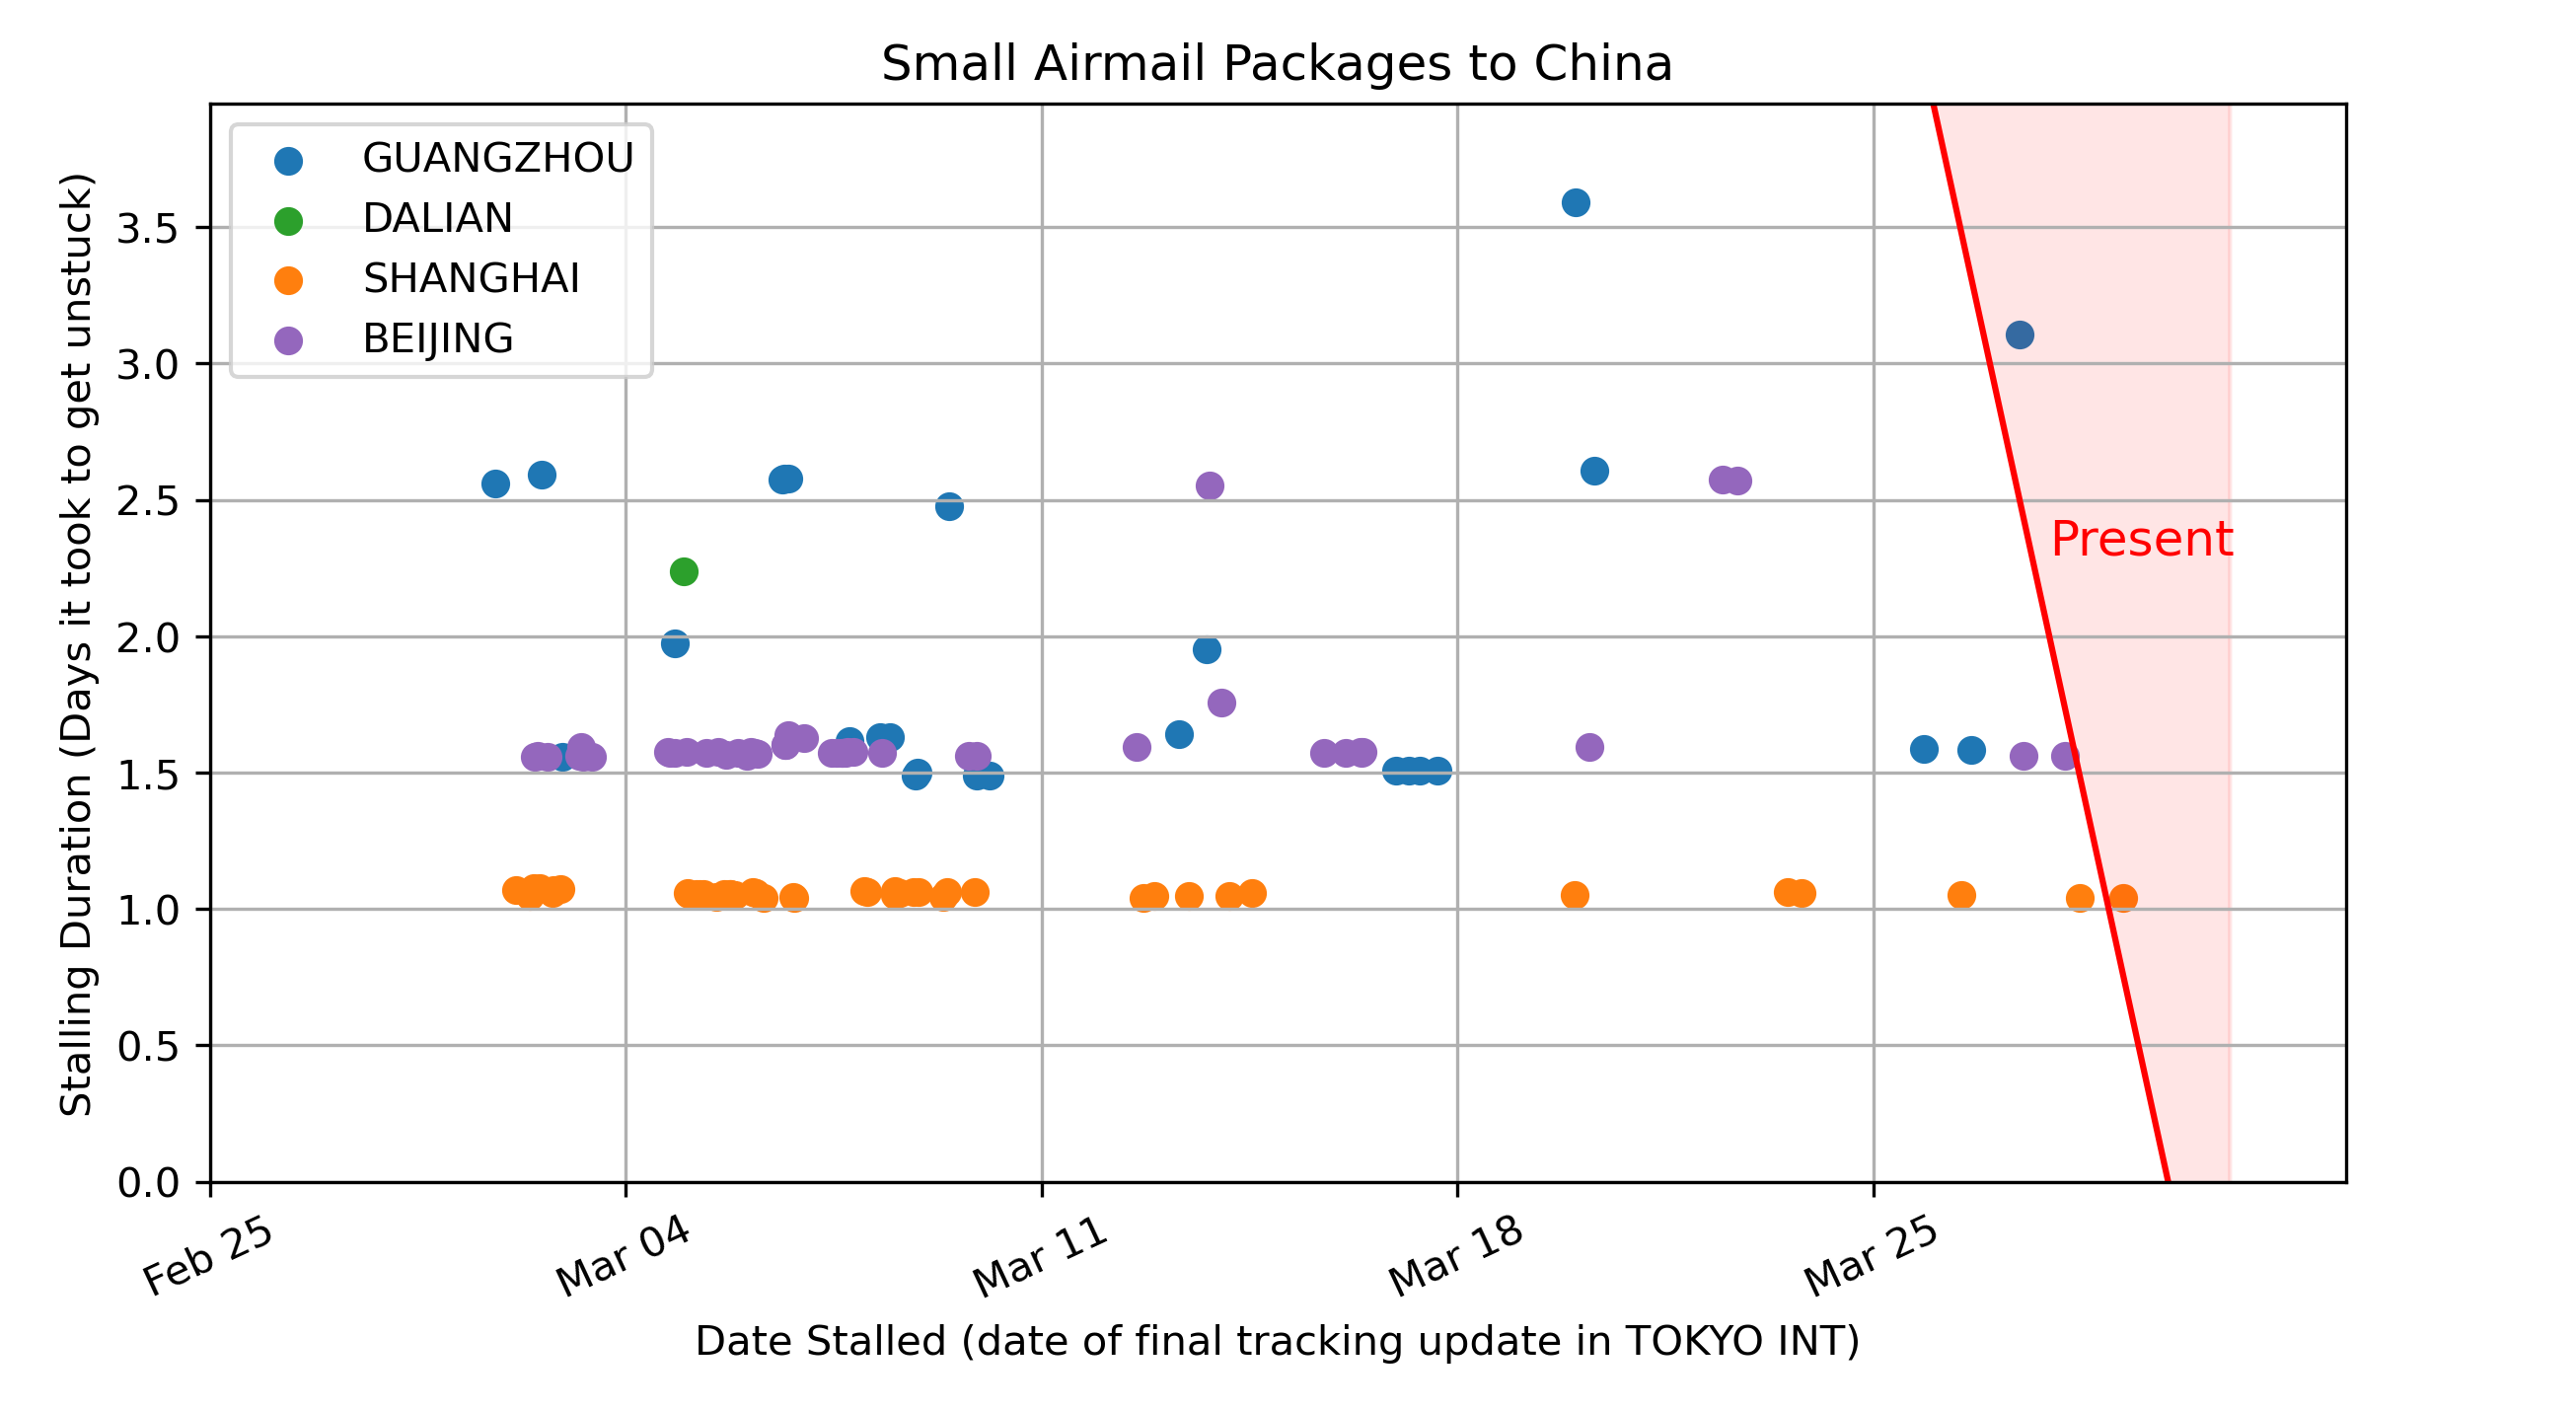 Small Airmail Packages to China
GUANGZHOU
DALIAN
SHANGHAI
BEIJING
Stalling Duration (Days it took to get unstuck)
3.5
3.0
2.5
2.0
1.5
1.0
0.5
0.0
Present
Feb 25
Mar 04
Mar 11
Mar 18
Mar 25
Date Stalled (date of final tracking update in TOKYO INT)